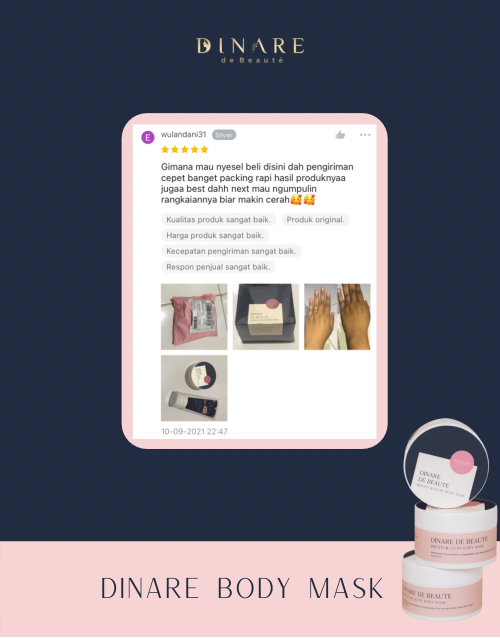 DINARE
de Beauté
E
wulandani31 Silver
Gimana mau nyesel beli disini dah pengiriman
cepet banget packing rapi hasil produknyaa
jugaa best dahh next mau ngumpulin
rangkaiannya biar makin cerah🥰🥰
Kualitas produk sangat baik. Produk original.
Harga produk sangat baik.
Kecepatan pengiriman sangat baik.
Respon penjual sangat baik.
10-09-2021 22:47
DINARE
DE BEAUTE
DINARE DE BEAUTE
BRIGHT & GLOW BODY MASK
DE BEAUTE
GLOW BODY MASK
DINARE BODY MASK